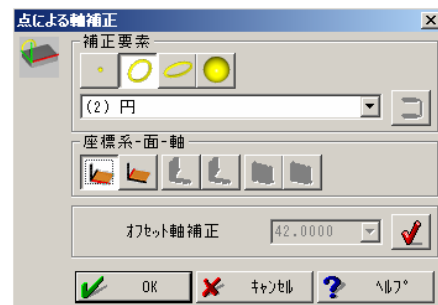 点による軸補正
補正要素
(2) 円
座標系-面-軸
ｵﾌｾｯﾄ軸補正 42.0000
OK ｷｬﾝｾﾙ ﾍﾙﾌﾟ